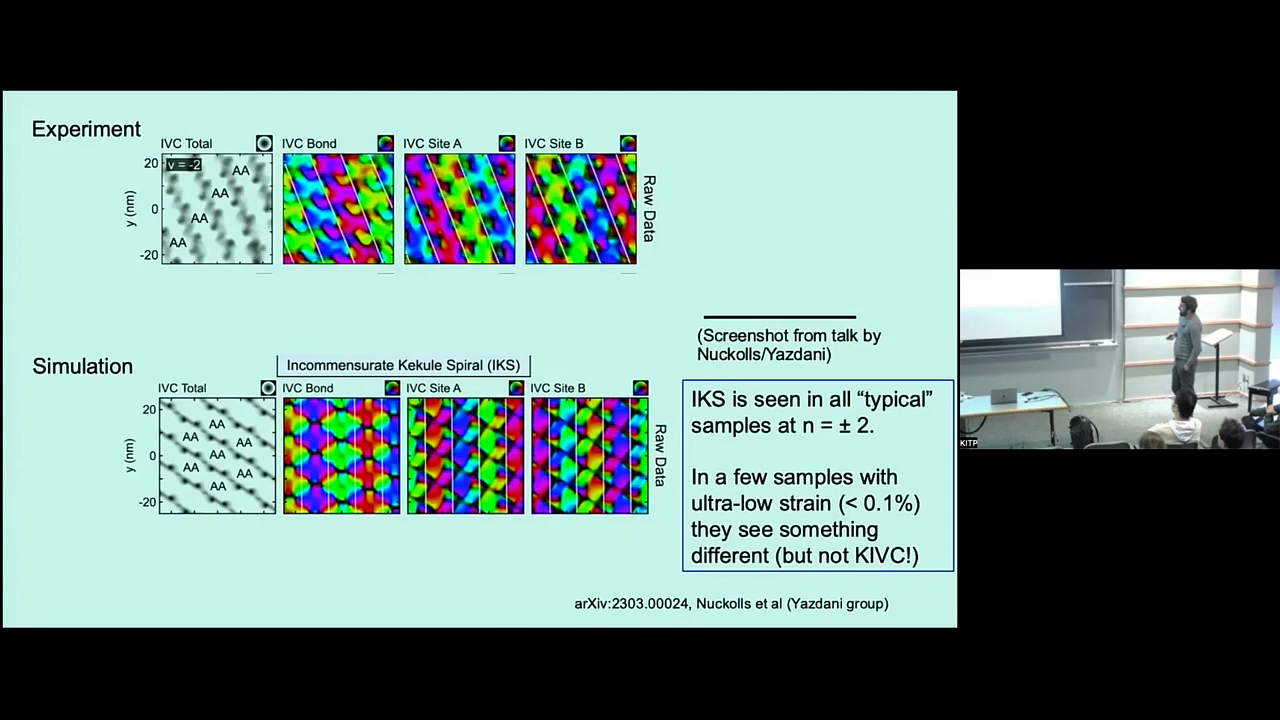 Experiment
IVC Total
IVC Bond
IVC Site A
IVC Site B
ν = -2
AA
AA
AA
AA
20
0
-20
y (nm)
Raw Data
(Screenshot from talk by
Nuckolls/Yazdani)
Simulation
Incommensurate Kekule Spiral (IKS)
IVC Total
IVC Bond
IVC Site A
IVC Site B
AA
AA
AA
AA
AA
AA
AA
20
0
-20
y (nm)
Raw Data
IKS is seen in all “typical”
samples at n = ± 2.
In a few samples with
ultra-low strain (< 0.1%)
they see something
different (but not KIVC!)
arXiv:2303.00024, Nuckolls et al (Yazdani group)
KITP